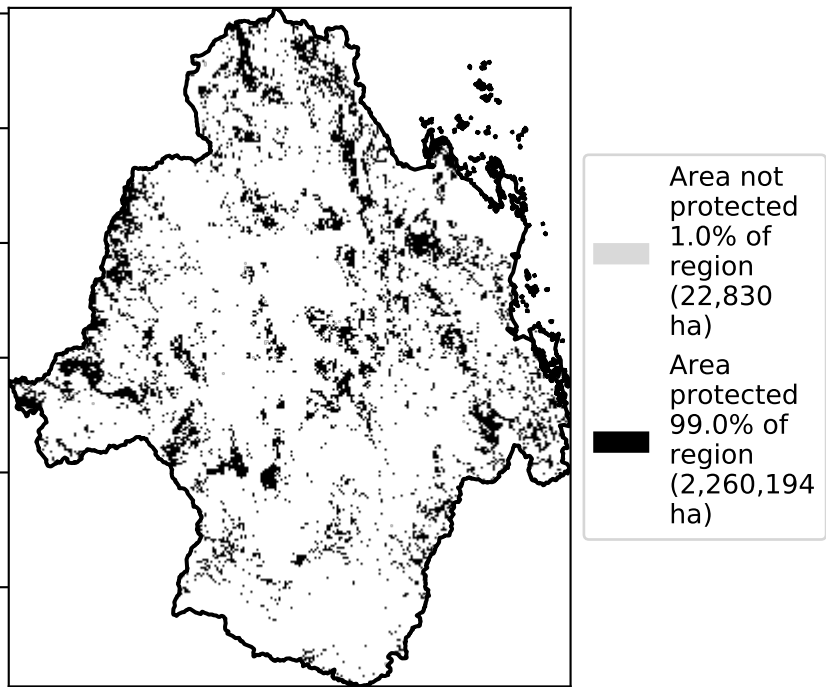 Area not
protected
1.0% of
region
(22,830
ha)
Area
protected
99.0% of
region
(2,260,194
ha)